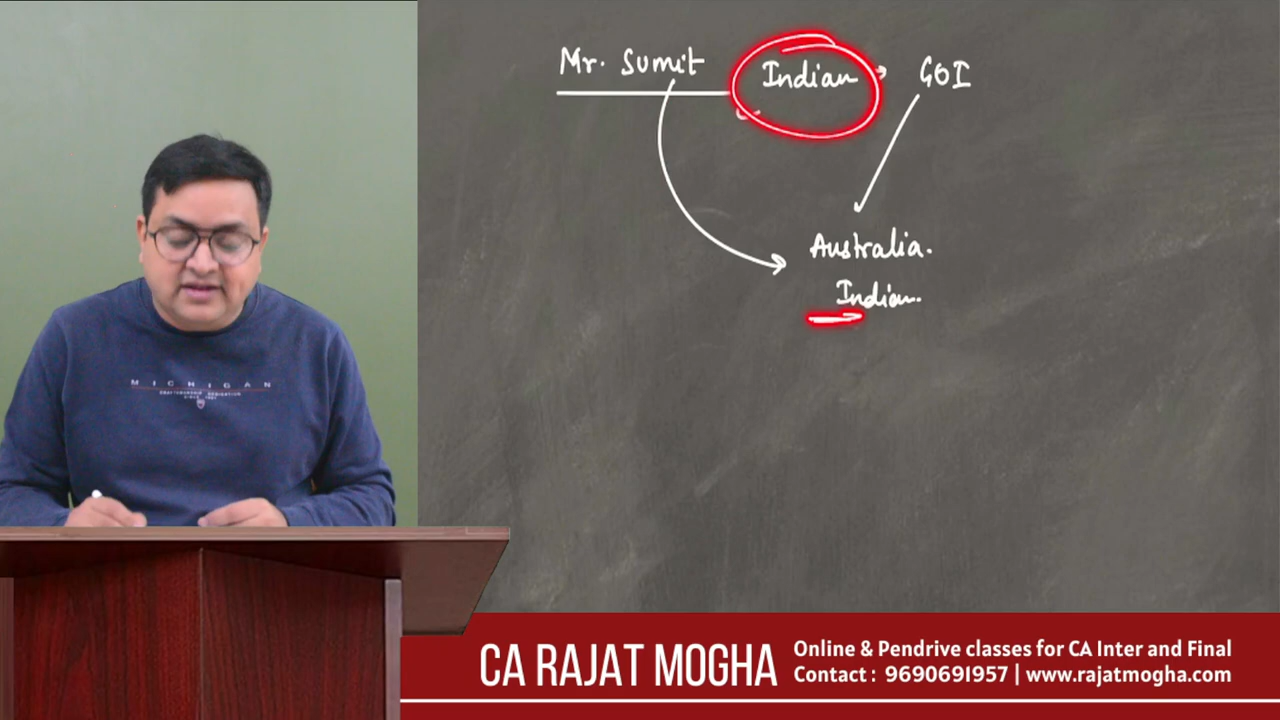 Mr. Sumit Indian GOI
Australia.
Indian.
MICHIGAN
CA RAJAT MOGHA
Online & Pendrive classes for CA Inter and Final
Contact : 9690691957 | www.rajatmogha.com